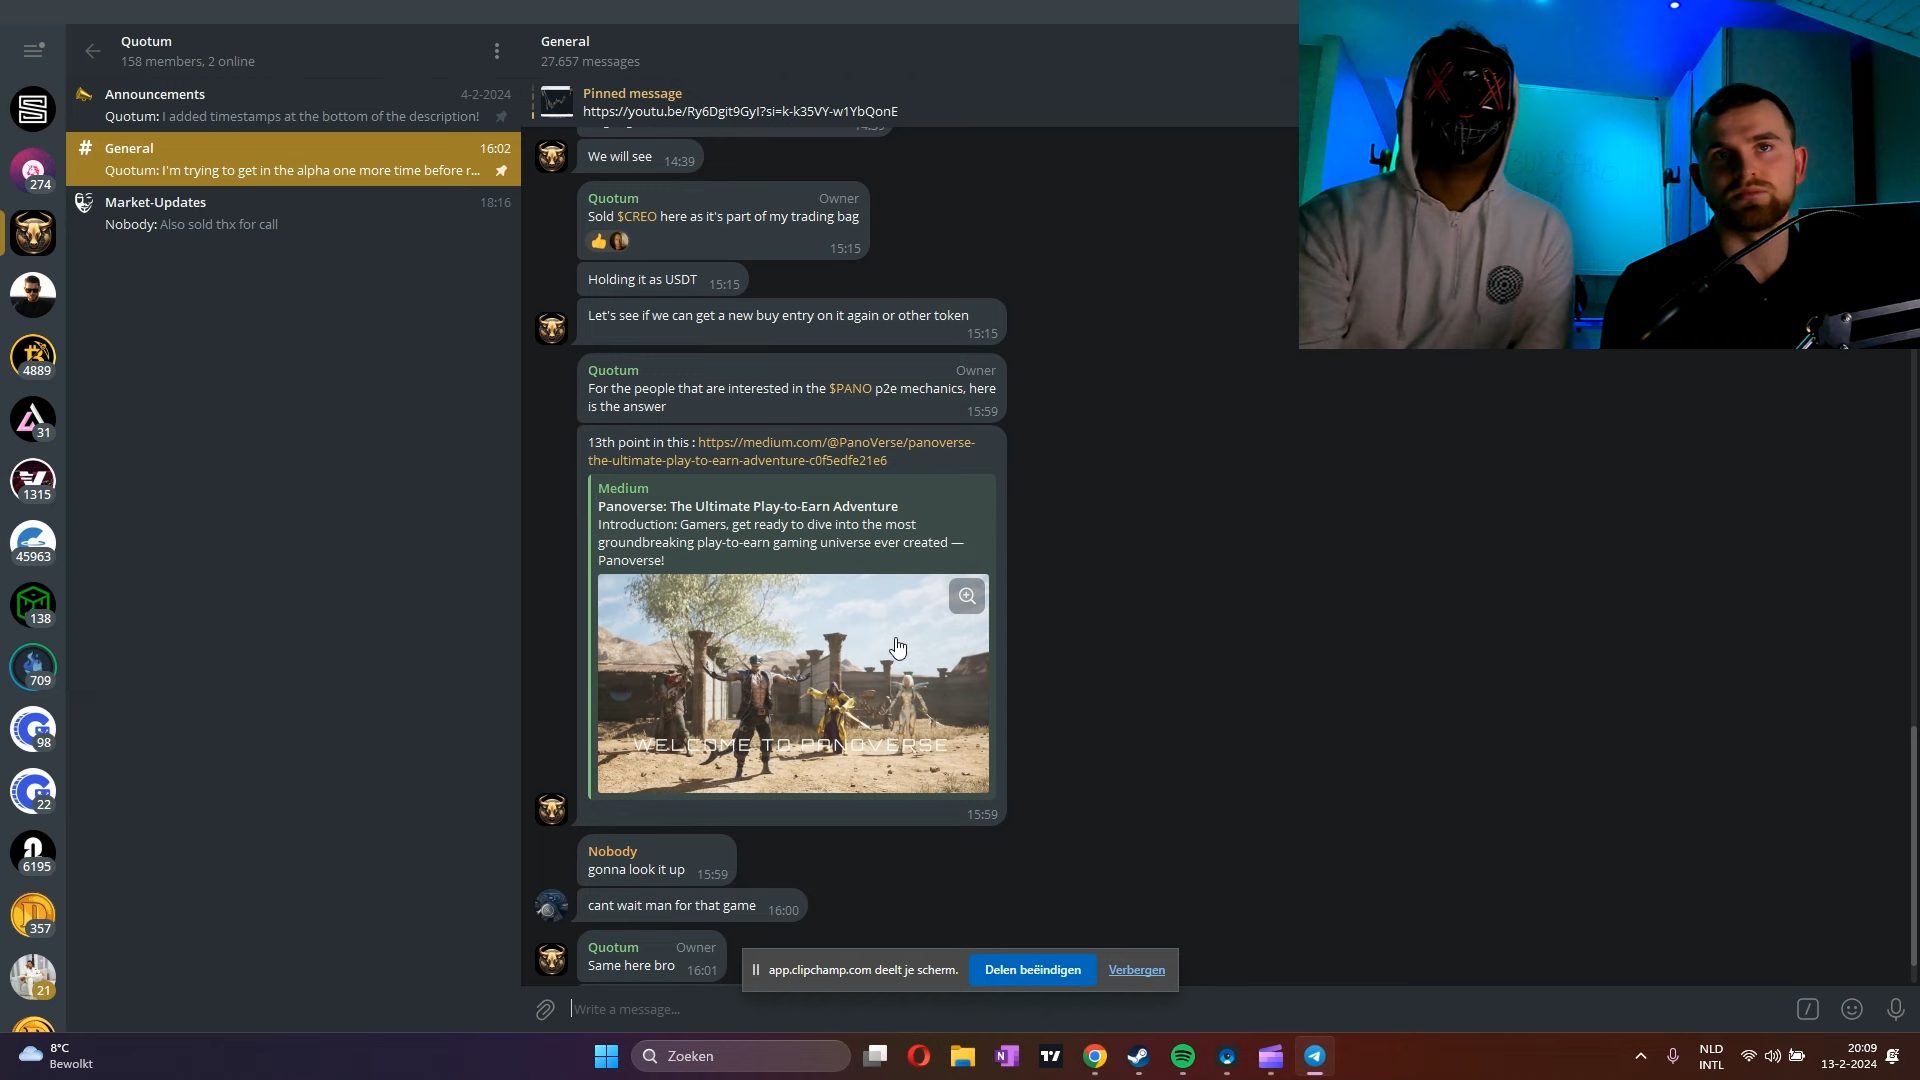 Quotum
158 members, 2 online
Announcements
4-2-2024
Quotum: I added timestamps at the bottom of the description!
General
16:02
Quotum: I'm trying to get in the alpha one more time before r...
Market-Updates
18:16
Nobody: Also sold thx for call
274
4889
31
1315
45963
138
709
98
22
6195
357
21
General
27.657 messages
Pinned message
https://youtu.be/Ry6Dgit9GyI?si=k-k35VY-w1YbQonE
14:39
We will see 14:39
Quotum Owner
Sold $CREO here as it's part of my trading bag
15:15
Holding it as USDT 15:15
Let's see if we can get a new buy entry on it again or other token
15:15
Quotum Owner
For the people that are interested in the $PANO p2e mechanics, here
is the answer 15:59
13th point in this : https://medium.com/@PanoVerse/panoverse-
the-ultimate-play-to-earn-adventure-c0f5edfe21e6
Medium
Panoverse: The Ultimate Play-to-Earn Adventure
Introduction: Gamers, get ready to dive into the most
groundbreaking play-to-earn gaming universe ever created —
Panoverse!
WELCOME TO PANOVERSE
15:59
Nobody
gonna look it up 15:59
cant wait man for that game 16:00
Quotum Owner
Same here bro 16:01
app.clipchamp.com deelt je scherm. Delen beëindigen Verbergen
Write a message...
8°C
Bewolkt
Zoeken
NLD
INTL
20:09
13-2-2024